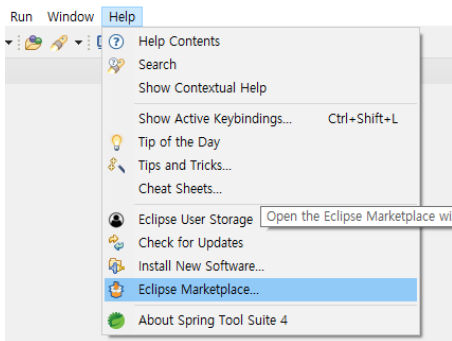 Run Window Help
Help Contents
Search
Show Contextual Help
Show Active Keybindings... Ctrl+Shift+L
Tip of the Day
Tips and Tricks...
Cheat Sheets...
Eclipse User Storage Open the Eclipse Marketplace wi
Check for Updates
Install New Software...
Eclipse Marketplace...
About Spring Tool Suite 4